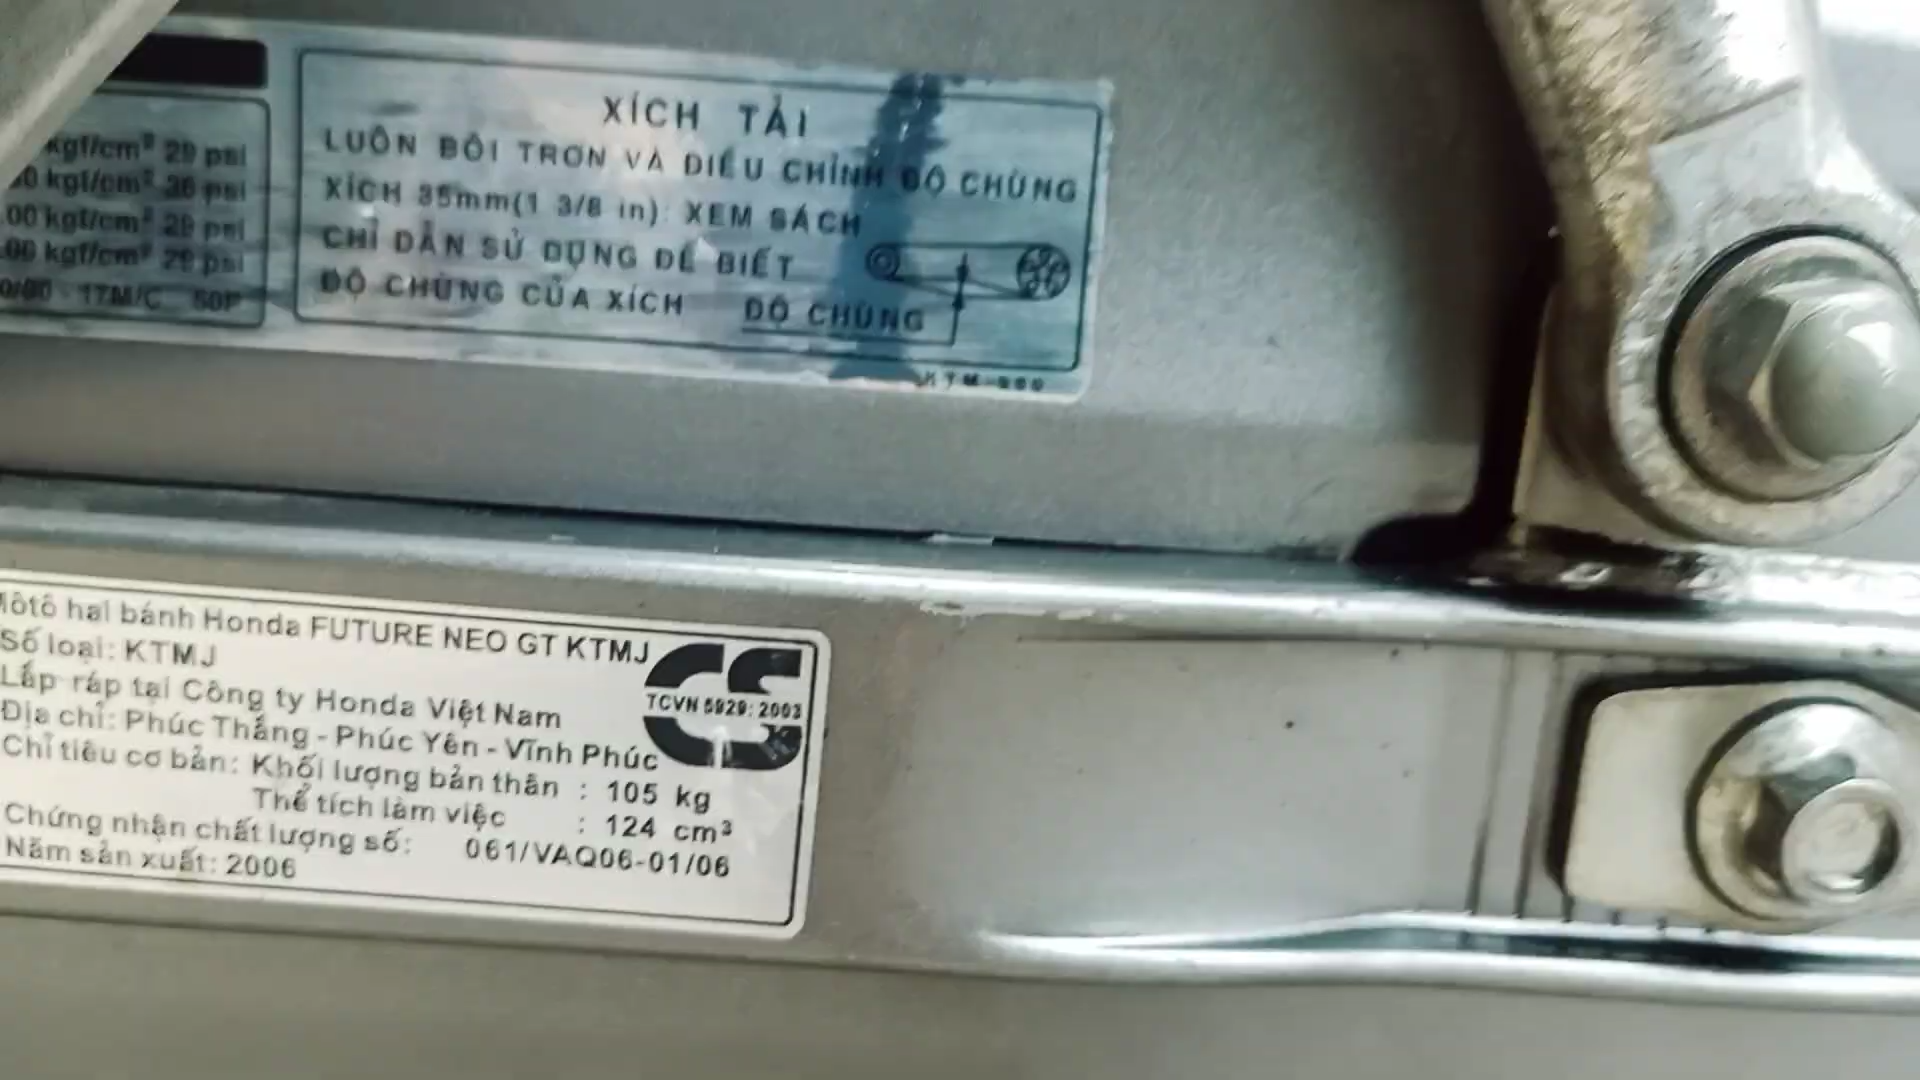 kgf/cm² 29 psi
kgf/cm² 36 psi
00 kgf/cm² 29 psi
00 kgf/cm² 29 psi
17M/C 50P
XÍCH TẢI
LUÔN BÔI TRƠN VÀ ĐIỀU CHỈNH ĐỘ CHÙNG
XÍCH 35mm(1 3/8 in): XEM SÁCH
CHỈ DẪN SỬ DỤNG ĐỂ BIẾT
ĐỘ CHÙNG CỦA XÍCH
ĐỘ CHÙNG
Môtô hai bánh Honda FUTURE NEO GT KTMJ
Số loại: KTMJ
Lắp ráp tại Công ty Honda Việt Nam
Địa chỉ: Phúc Thắng - Phúc Yên - Vĩnh Phúc
Chỉ tiêu cơ bản: Khối lượng bản thân : 105 kg
Thể tích làm việc : 124 cm³
Chứng nhận chất lượng số: 061/VAQ06-01/06
Năm sản xuất: 2006
CS
TCVN 5929: 2003